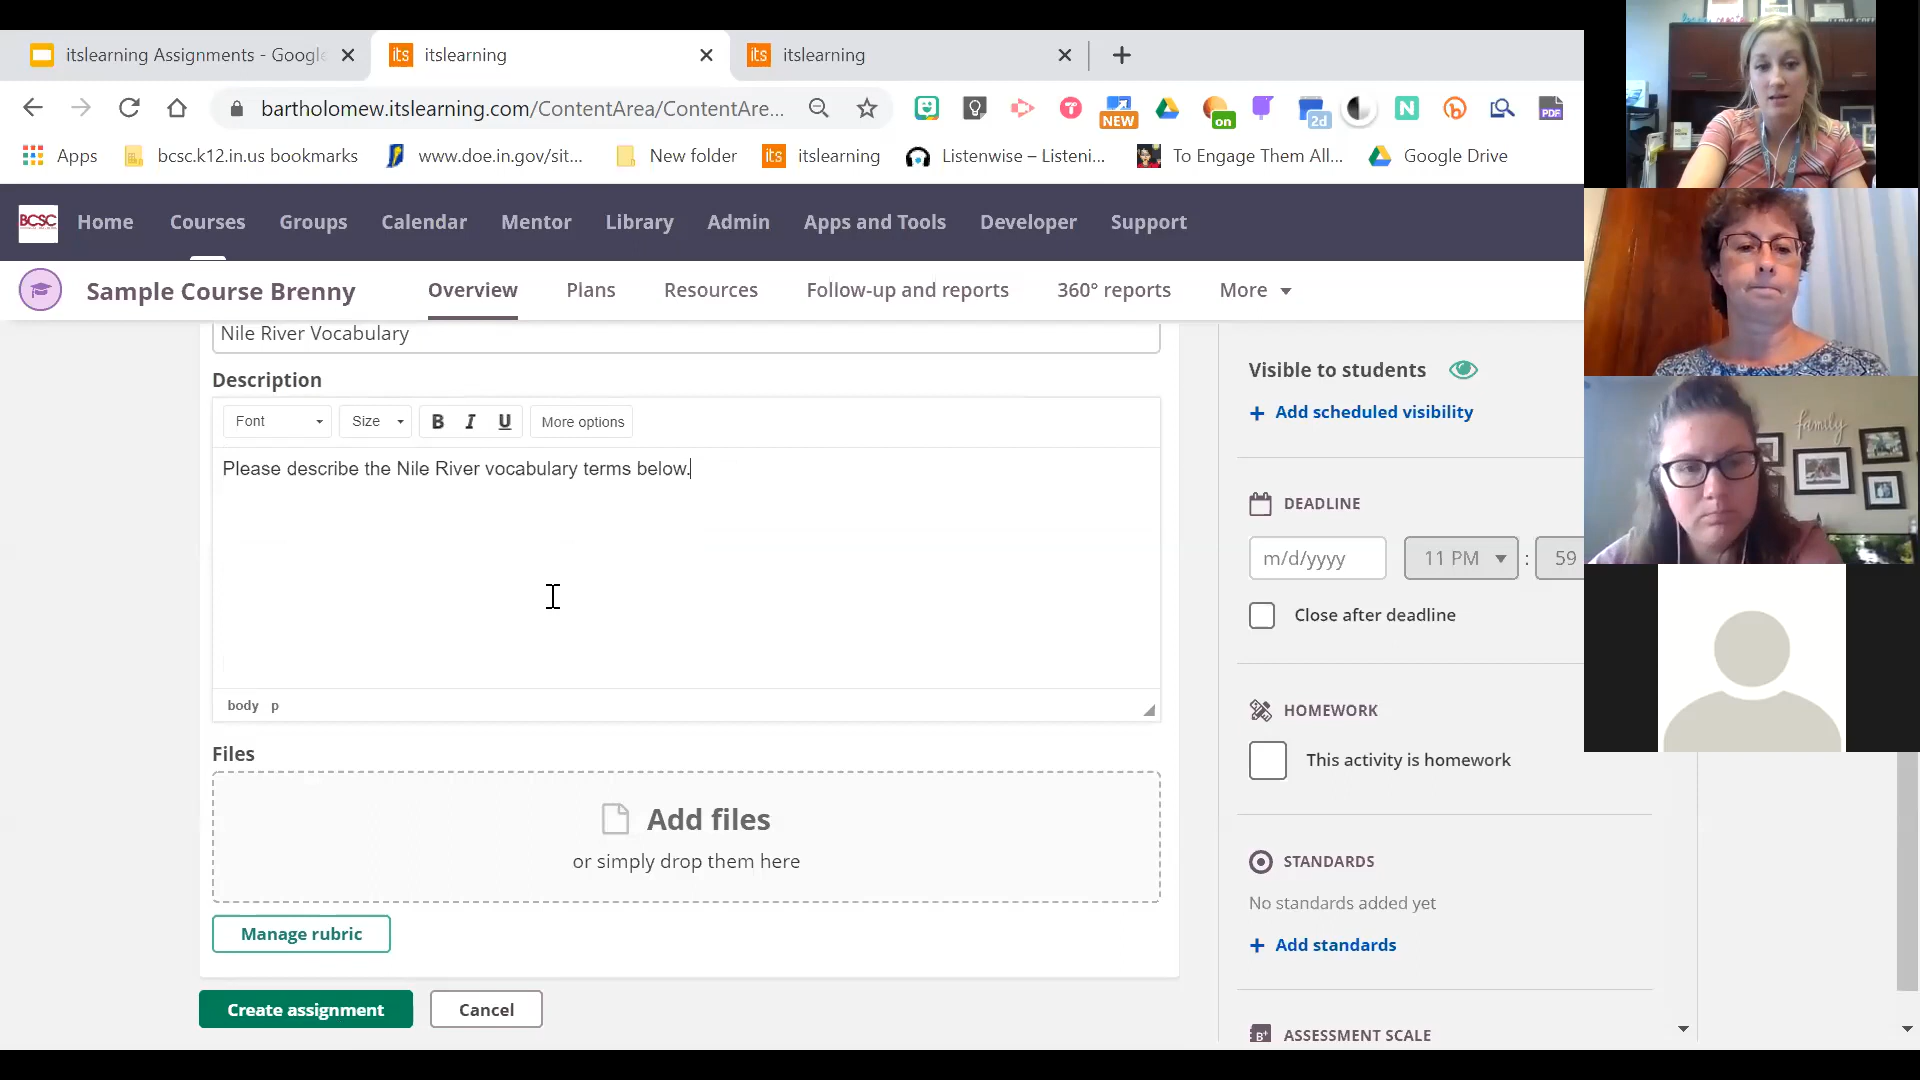 itslearning Assignments - Google
itslearning
itslearning
bartholomew.itslearning.com/ContentArea/ContentAre...
NEW
on
2d
N
PDF
Apps
bcsc.k12.in.us bookmarks
www.doe.in.gov/sit...
New folder
its
itslearning
Listenwise – Listeni...
To Engage Them All...
Google Drive
BCSC
Home
Courses
Groups
Calendar
Mentor
Library
Admin
Apps and Tools
Developer
Support
Sample Course Brenny
Overview
Plans
Resources
Follow-up and reports
360° reports
More
Nile River Vocabulary
Description
Font
Size
B
I
U
More options
Please describe the Nile River vocabulary terms below.
body p
Files
Add files
or simply drop them here
Manage rubric
Create assignment
Cancel
Visible to students
+ Add scheduled visibility
DEADLINE
m/d/yyyy
11 PM
:
59
Close after deadline
HOMEWORK
This activity is homework
STANDARDS
No standards added yet
+ Add standards
ASSESSMENT SCALE
family